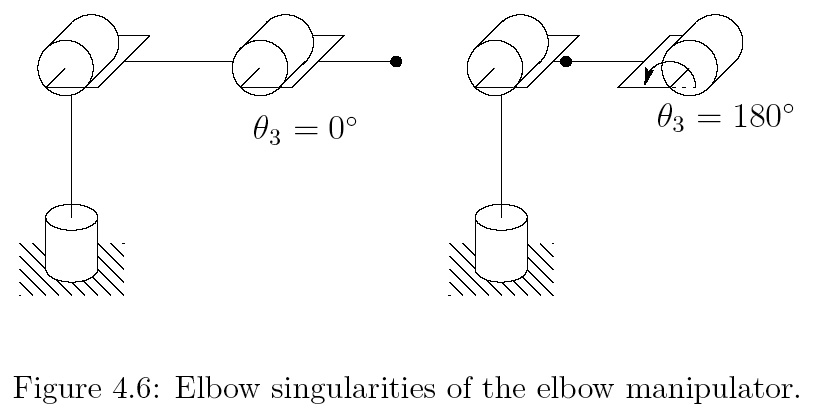 θ₃ = 0°
θ₃ = 180°
Figure 4.6: Elbow singularities of the elbow manipulator.